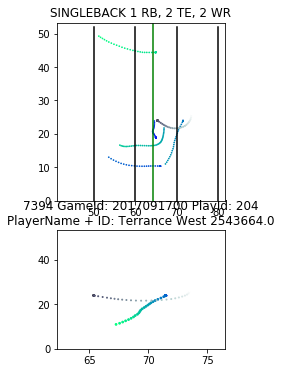 SINGLEBACK 1 RB, 2 TE, 2 WR
50
40
30
20
10
0
50 60 70 80
7394 GameId: 2017091700 PlayId: 204
PlayerName + ID: Terrance West 2543664.0
40
20
0
65 70 75